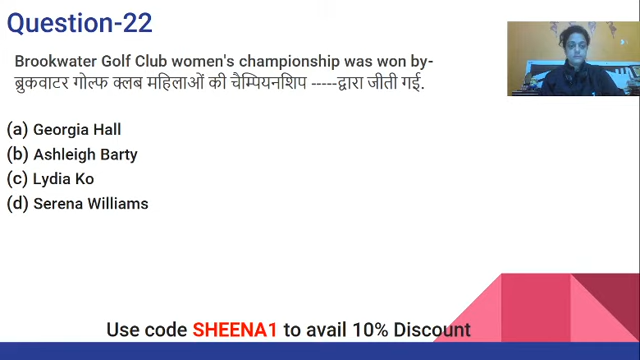 Question-22
Brookwater Golf Club women's championship was won by-
ब्रुकवाटर गोल्फ क्लब महिलाओं की चैम्पियनशिप -----द्वारा जीती गई.
(a) Georgia Hall
(b) Ashleigh Barty
(c) Lydia Ko
(d) Serena Williams
Use code SHEENA1 to avail 10% Discount